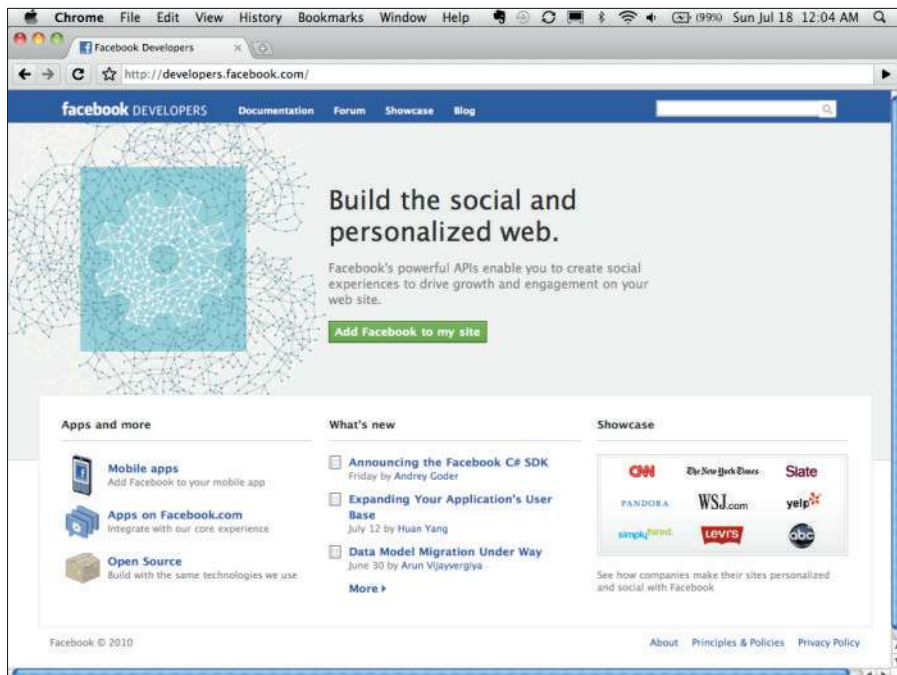 Chrome File Edit View History Bookmarks Window Help (99%) Sun Jul 18 12:04 AM
Facebook Developers
http://developers.facebook.com/
facebook DEVELOPERS Documentation Forum Showcase Blog
Build the social and
personalized web.
Facebook's powerful APIs enable you to create social
experiences to drive growth and engagement on your
web site.
Add Facebook to my site
Apps and more
Mobile apps
Add Facebook to your mobile app
Apps on Facebook.com
Integrate with our core experience
Open Source
Build with the same technologies we use
What's new
Announcing the Facebook C# SDK
Friday by Andrey Goder
Expanding Your Application's User
Base
July 12 by Huan Yang
Data Model Migration Under Way
June 30 by Arun Vijayvergiya
More
Showcase
CNN The New York Times Slate
PANDORA WSJ.com yelp
simplyhired. LEVI'S abc
See how companies make their sites personalized
and social with Facebook
Facebook © 2010
About Principles & Policies Privacy Policy